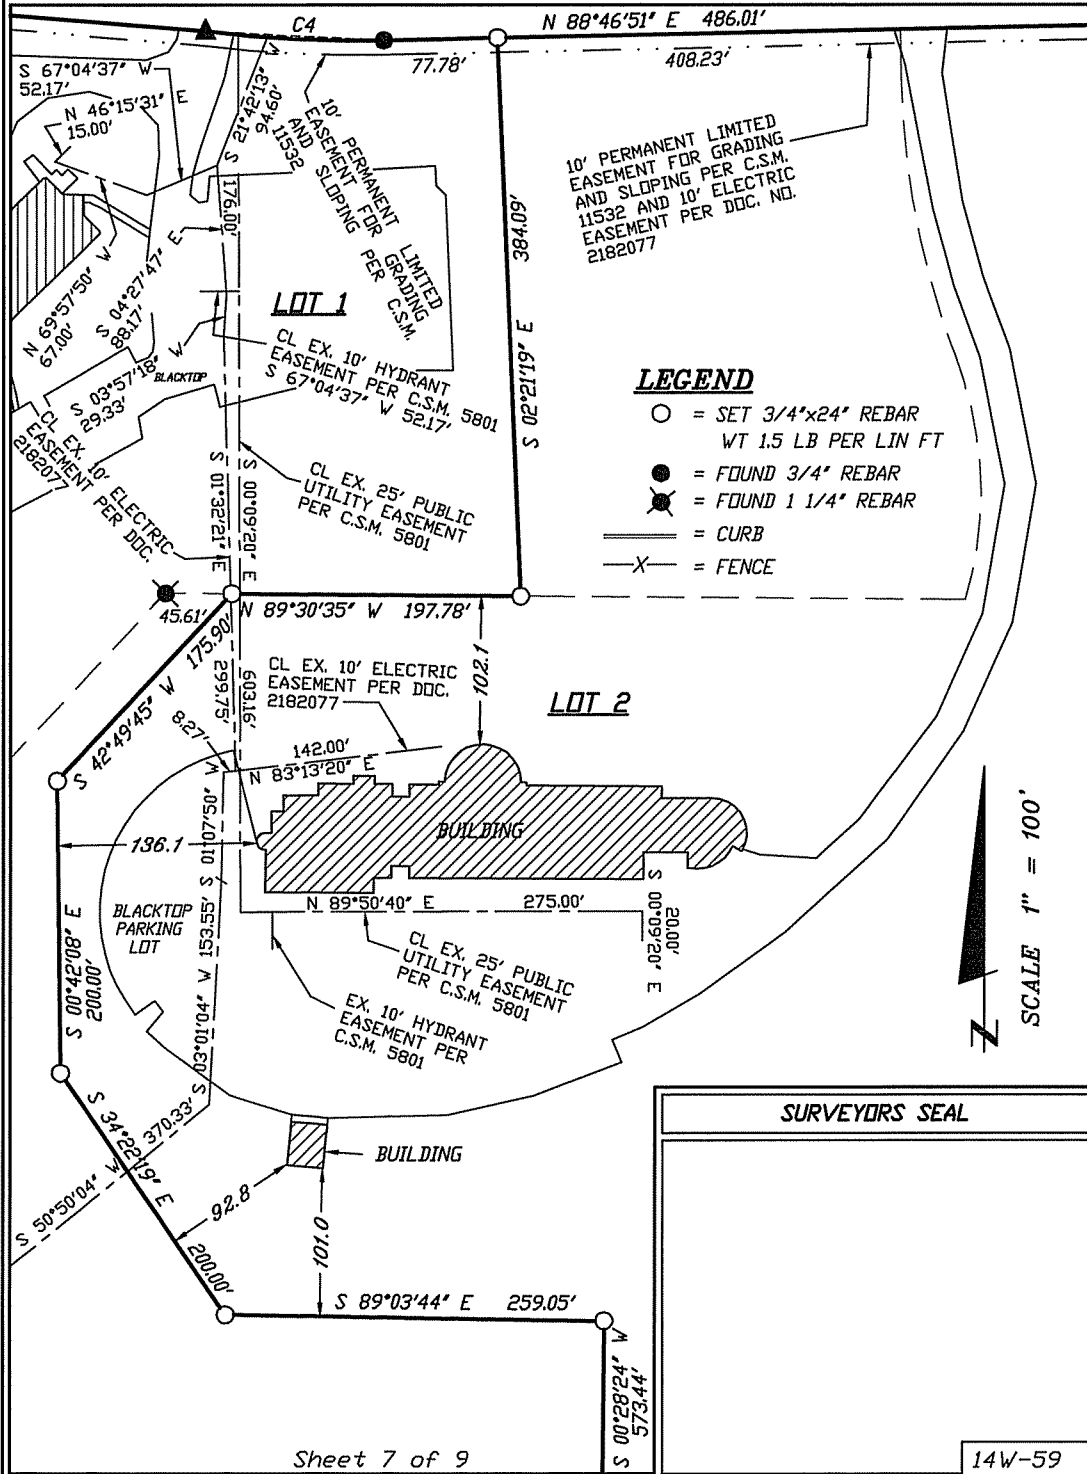 C4
N 88°46'51" E 486.01'
77.78'
408.23'
S 67°04'37" W
52.17'
N 46°15'31" E
15.00'
S 21°42'13" W
94.60'
10' PERMANENT LIMITED
EASEMENT FOR GRADING
AND SLOPING PER C.S.M.
11532
10' PERMANENT LIMITED
EASEMENT FOR GRADING
AND SLOPING PER C.S.M.
11532 AND 10' ELECTRIC
EASEMENT PER DOC. NO.
2182077
176.00'
384.09'
S 02°21'19" E
N 69°57'50" W
67.00'
S 04°27'47" E
88.17'
LOT 1
CL EX. 10' HYDRANT
EASEMENT PER C.S.M. 5801
S 67°04'37" W 52.17'
BLACKTOP
S 03°57'18" W
29.33'
CL EX. 10' ELECTRIC
EASEMENT PER DOC.
2182077
CL EX. 25' PUBLIC
UTILITY EASEMENT
PER C.S.M. 5801
S 01°32'21" E
S 00°09'20" E
LEGEND
= SET 3/4"x24" REBAR
WT 1.5 LB PER LIN FT
= FOUND 3/4" REBAR
= FOUND 1 1/4" REBAR
= CURB
X = FENCE
45.61'
N 89°30'35" W 197.78'
S 42°49'45" W 175.90'
299.75'
603.16'
CL EX. 10' ELECTRIC
EASEMENT PER DOC.
2182077
102.1
LOT 2
8.27'
142.00'
N 83°13'20" E
BUILDING
136.1
S 01°07'50" W
153.55'
N 89°50'40" E 275.00'
20.00'
S 00°09'20" E
BLACKTOP
PARKING
LOT
CL EX. 25' PUBLIC
UTILITY EASEMENT
PER C.S.M. 5801
EX. 10' HYDRANT
EASEMENT PER
C.S.M. 5801
S 00°42'08" E
200.00'
S 03°01'04" W
N
SCALE 1" = 100'
S 34°22'19" E
200.00'
370.33'
S 50°50'04" W
BUILDING
92.8
101.0
S 89°03'44" E 259.05'
S 00°28'24" W
573.44'
SURVEYORS SEAL
Sheet 7 of 9
14W-59